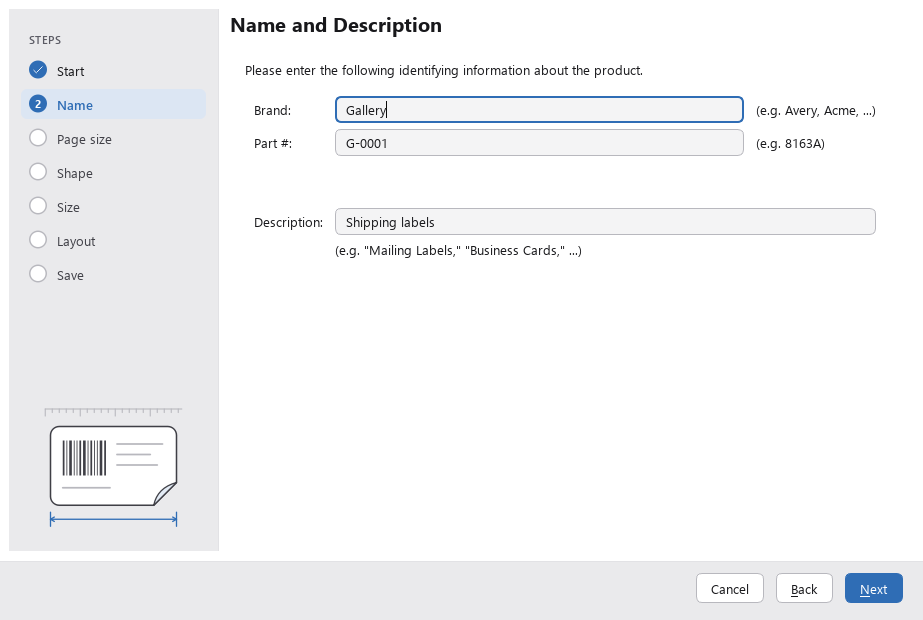 Name and Description
STEPS
Start
2 Name
Page size
Shape
Size
Layout
Save
Please enter the following identifying information about the product.
Brand: Gallery (e.g. Avery, Acme, ...)
Part #: G-0001 (e.g. 8163A)
Description: Shipping labels
(e.g. "Mailing Labels," "Business Cards," ...)
Cancel Back Next